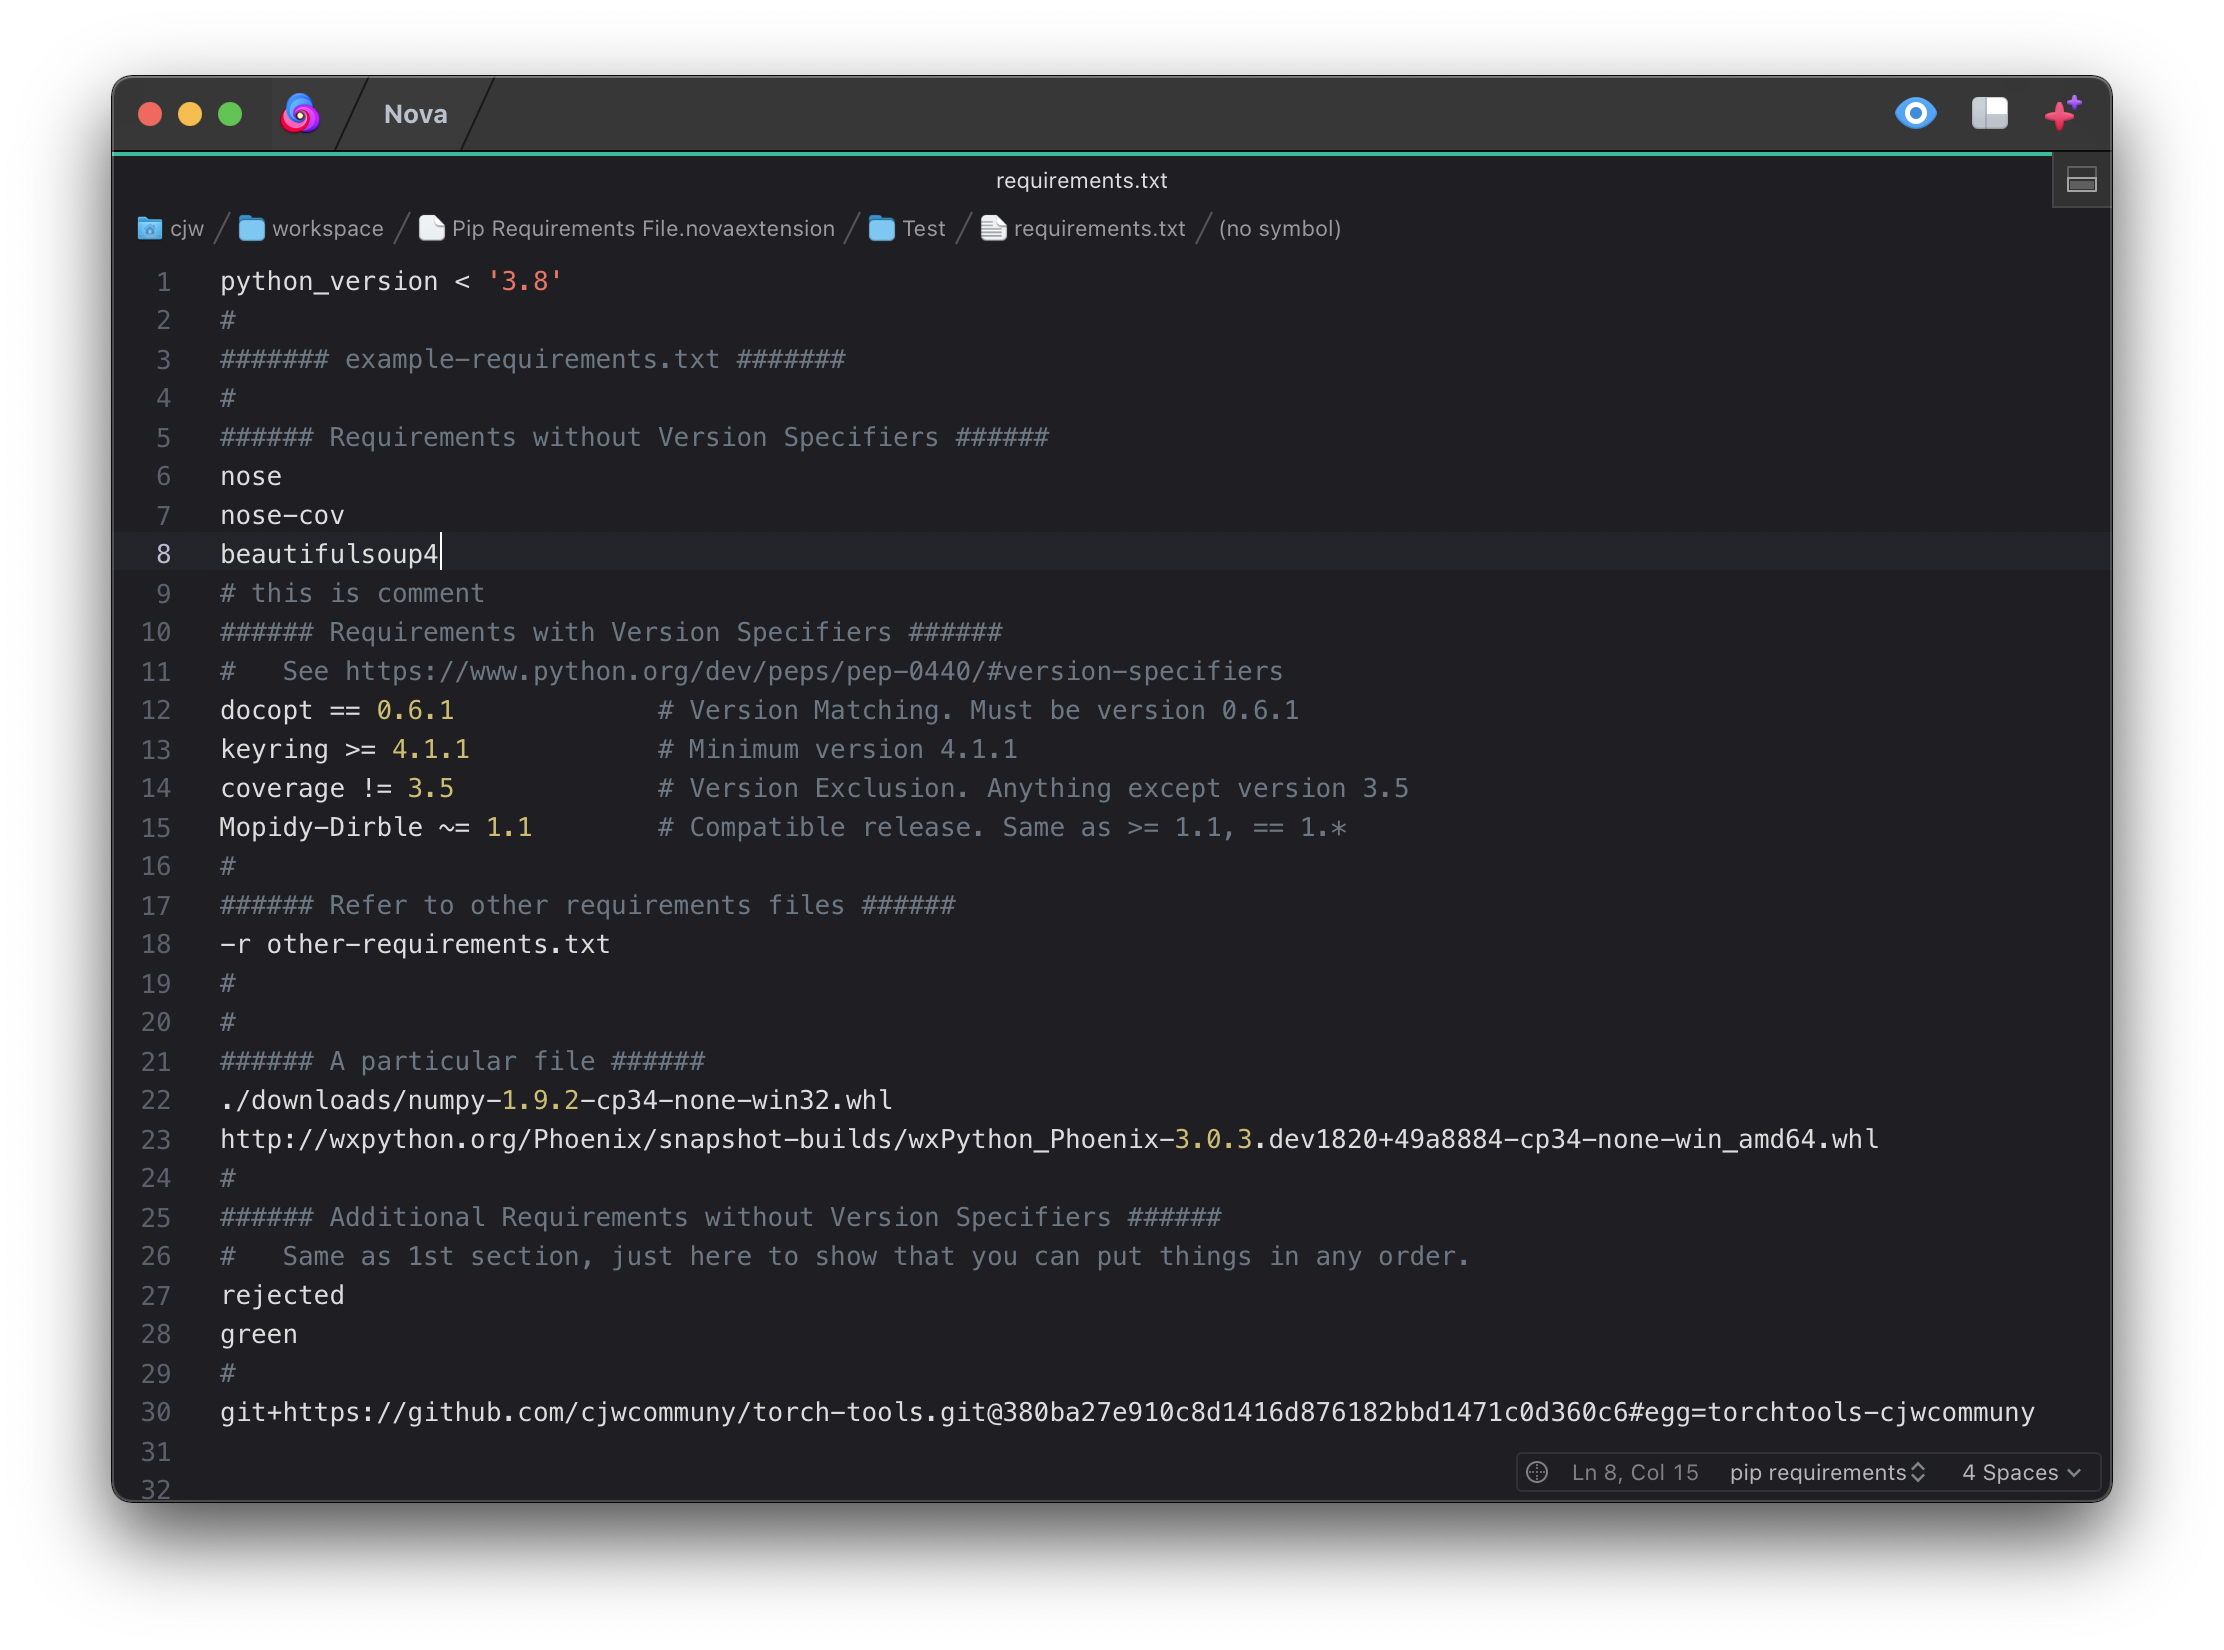 Nova
requirements.txt
cjw / workspace / Pip Requirements File.novaextension / Test / requirements.txt / (no symbol)
1 python_version < '3.8'
2 #
3 ####### example-requirements.txt #######
4 #
5 ###### Requirements without Version Specifiers ######
6 nose
7 nose-cov
8 beautifulsoup4
9 # this is comment
10 ###### Requirements with Version Specifiers ######
11 #   See https://www.python.org/dev/peps/pep-0440/#version-specifiers
12 docopt == 0.6.1             # Version Matching. Must be version 0.6.1
13 keyring >= 4.1.1            # Minimum version 4.1.1
14 coverage != 3.5             # Version Exclusion. Anything except version 3.5
15 Mopidy-Dirble ~= 1.1        # Compatible release. Same as >= 1.1, == 1.*
16 #
17 ###### Refer to other requirements files ######
18 -r other-requirements.txt
19 #
20 #
21 ###### A particular file ######
22 ./downloads/numpy-1.9.2-cp34-none-win32.whl
23 http://wxpython.org/Phoenix/snapshot-builds/wxPython_Phoenix-3.0.3.dev1820+49a8884-cp34-none-win_amd64.whl
24 #
25 ###### Additional Requirements without Version Specifiers ######
26 #   Same as 1st section, just here to show that you can put things in any order.
27 rejected
28 green
29 #
30 git+https://github.com/cjwcommuny/torch-tools.git@380ba27e910c8d1416d876182bbd1471c0d360c6#egg=torchtools-cjwcommuny
31
32
Ln 8, Col 15 pip requirements 4 Spaces